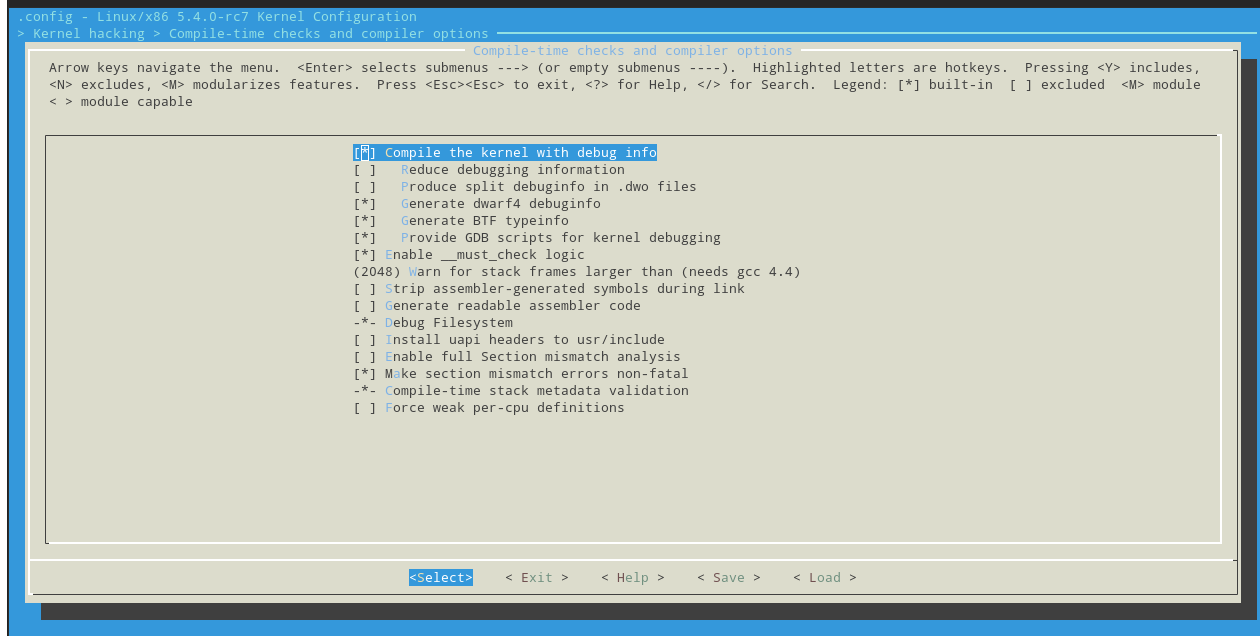 .config - Linux/x86 5.4.0-rc7 Kernel Configuration
> Kernel hacking > Compile-time checks and compiler options
Compile-time checks and compiler options
Arrow keys navigate the menu.  <Enter> selects submenus ---> (or empty submenus ----).  Highlighted letters are hotkeys.  Pressing <Y> includes,
<N> excludes, <M> modularizes features.  Press <Esc><Esc> to exit, <?> for Help, </> for Search.  Legend: [*] built-in  [ ] excluded  <M> module
< > module capable
[*] Compile the kernel with debug info
[ ]   Reduce debugging information
[ ]   Produce split debuginfo in .dwo files
[*]   Generate dwarf4 debuginfo
[*]   Generate BTF typeinfo
[*]   Provide GDB scripts for kernel debugging
[*] Enable __must_check logic
(2048) Warn for stack frames larger than (needs gcc 4.4)
[ ] Strip assembler-generated symbols during link
[ ] Generate readable assembler code
-*- Debug Filesystem
[ ] Install uapi headers to usr/include
[ ] Enable full Section mismatch analysis
[*] Make section mismatch errors non-fatal
-*- Compile-time stack metadata validation
[ ] Force weak per-cpu definitions
<Select>    < Exit >    < Help >    < Save >    < Load >